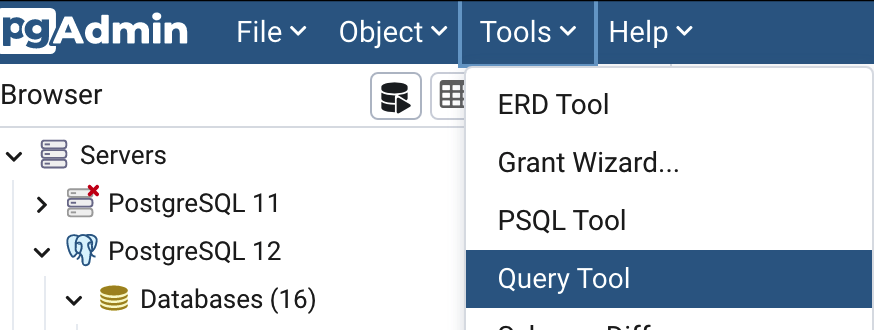 pgAdmin File Object Tools Help
Browser
ERD Tool
Servers
Grant Wizard...
PostgreSQL 11
PSQL Tool
PostgreSQL 12
Query Tool
Databases (16)